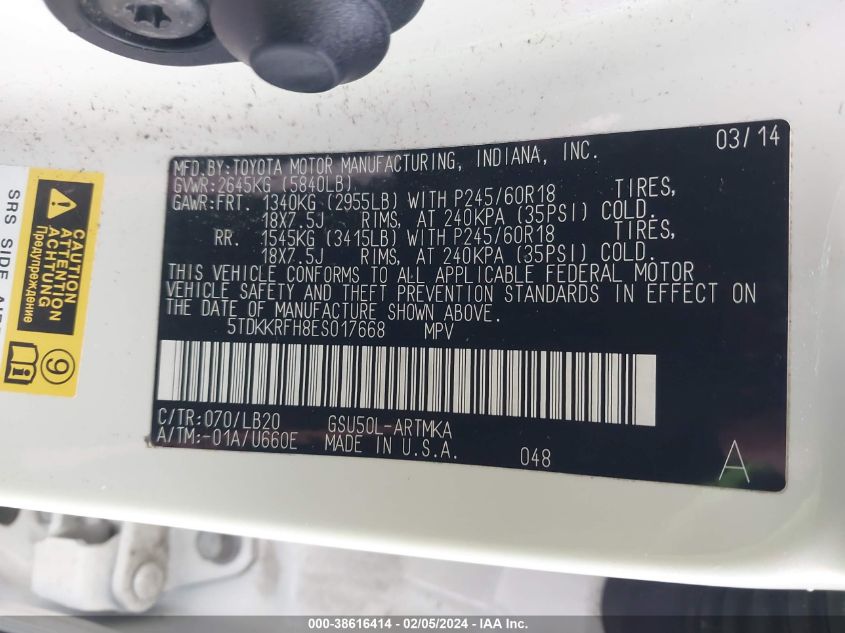 MFD.BY:TOYOTA MOTOR MANUFACTURING, INDIANA, INC. 03/14
GVWR:2645KG (5840LB)
GAWR:FRT. 1340KG (2955LB) WITH P245/60R18 TIRES,
18X7.5J RIMS, AT 240KPA (35PSI) COLD.
RR. 1545KG (3415LB) WITH P245/60R18 TIRES,
18X7.5J RIMS, AT 240KPA (35PSI) COLD.
THIS VEHICLE CONFORMS TO ALL APPLICABLE FEDERAL MOTOR
VEHICLE SAFETY AND THEFT PREVENTION STANDARDS IN EFFECT ON
THE DATE OF MANUFACTURE SHOWN ABOVE.
5TDKKRFH8ES017668 MPV
C/TR:070/LB20 GSU50L-ARTMKA
A/TM:-01A/U660E MADE IN U.S.A. 048 A
CAUTION
ATTENTION
ACHTUNG
Предупреждение
9
SRS SIDE
000-38616414 - 02/05/2024 - IAA Inc.